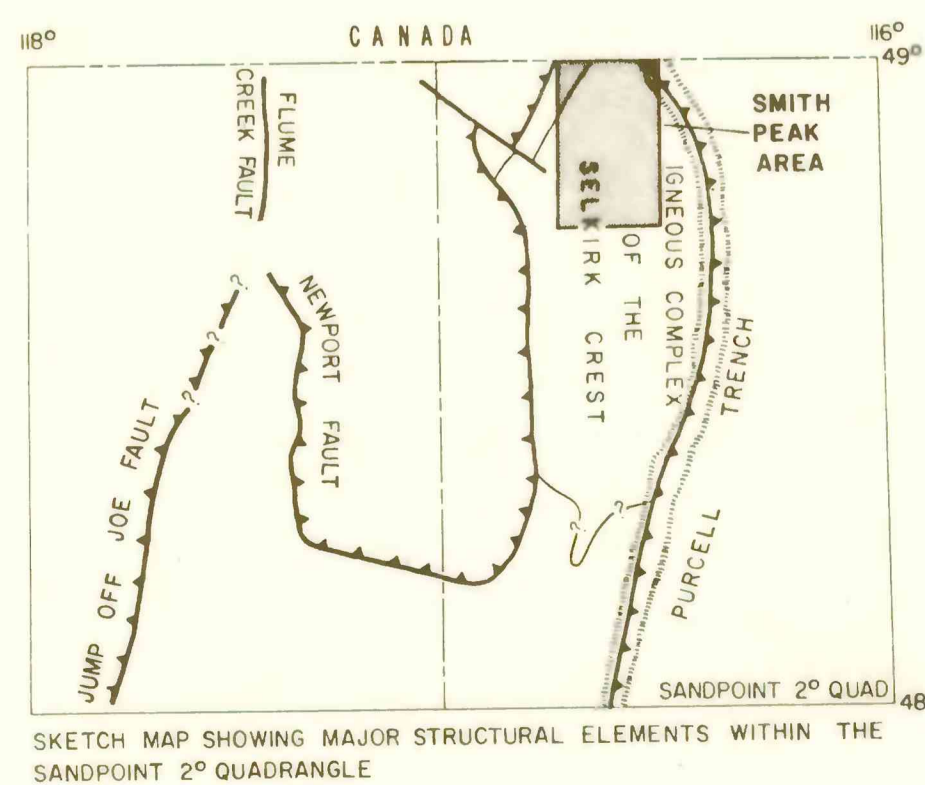 118°
CANADA
116°
49°
FLUME
CREEK FAULT
SMITH
PEAK
AREA
IGNEOUS COMPLEX
OF THE
SELKIRK CREST
NEWPORT FAULT
JUMP OFF JOE FAULT
PURCELL TRENCH
?
?
?
?
?
SANDPOINT 2° QUAD
48
SKETCH MAP SHOWING MAJOR STRUCTURAL ELEMENTS WITHIN THE
SANDPOINT 2° QUADRANGLE